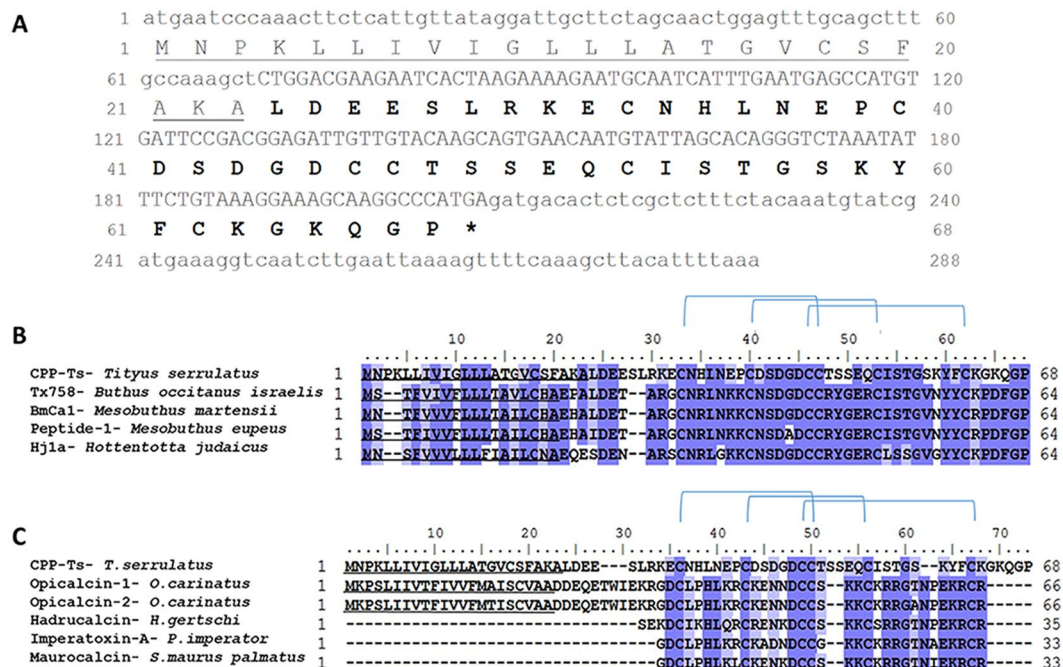 A
1 atgaatcccaaacttctcattgttataggattgcttctagcaactggagtttgcagcttt 60
1 M N P K L L I V I G L L L A T G V C S F 20
61 gccaaagctCTGGACGAAGAATCACTAAGAAAAGAATGCAATCATTTGAATGAGCCATGT 120
21 A K A L D E E S L R K E C N H L N E P C 40
121 GATTCCGACGGAGATTGTTGTACAAGCAGTGAACAATGTATTAGCACAGGGTCTAAATAT 180
41 D S D G D C C T S S E Q C I S T G S K Y 60
181 TTCTGTAAAGGAAAGCAAGGCCCATGAgatgacactctcgctctttctacaaatgtatcg 240
61 F C K G K Q G P * 68
241 atgaaaggtcaatcttgaattaaaagttttcaaagcttacattttaaa 288
B
10 20 30 40 50 60
CPP-Ts- Tityus serrulatus 1 MNPKLLIVIGLLLATGVCSFAKALDEESLRKECNHLNEPCDSDGDCCTSSEQCISTGSKYFCKGKQGP 68
Tx758- Buthus occitanus israelis 1 MS--TFVIVFLLLTAVLCHAEPALDET--ARGCNRLNKKCNSDGDCCRYGERCISTGVNYYCKPDFGP 64
BmCa1- Mesobuthus martensii 1 MN--TFVIVFLLLTAILCHAEHALDET--ARGCNRLNKKCNSDGDCCRYGERCISTGVNYYCRPDFGP 64
Peptide-1- Mesobuthus eupeus 1 MS--TFIVVFLLLTAILCHAEHAIDET--ARGCNRLNKKCNSDADCCRYGERCISTGVNYYCRPDFGP 64
Hj1a- Hottentotta judaicus 1 MN--SFVVVLLLFIAILCNAEQESDEN--ARSCNRLGKKCNSDGDCCRYGERCLSSGVGYYCKPDFGP 64
C
10 20 30 40 50 60 70
CPP-Ts- T.serrulatus 1 MNPKLLIVIGLLLATGVCSFAKALDEE---SLRKECNHLNEPCDSDGDCCTSSEQCISTGS--KYFCKGKQGP 68
Opicalcin-1- O.carinatus 1 MKPSLIIVTFIVVFMAISCVAADDEQETWIEKRGDCLPHLKRCKENNDCCS--KKCKRRGTNPEKRCR----- 66
Opicalcin-2- O.carinatus 1 MKPSLIIVTFIVVFMTISCVAADDEQETWIEKRGDCLPHLKRCKENNDCCS--KKCKRRGANPEKRCR----- 66
Hadrucalcin- H.gertschi 1 -------------------------------SEKDCIKHLQRCRENKDCCS--KKCSRRGTNPEKRCR----- 35
Imperatoxin-A- P.imperator 1 ---------------------------------GDCLPHLKRCKADNDCCG--KKCKRRGTNAEKRCR----- 33
Maurocalcin- S.maurus palmatus 1 ---------------------------------GDCLPHLKLCKENKDCCS--KKCKRRGTNIEKRCR----- 33